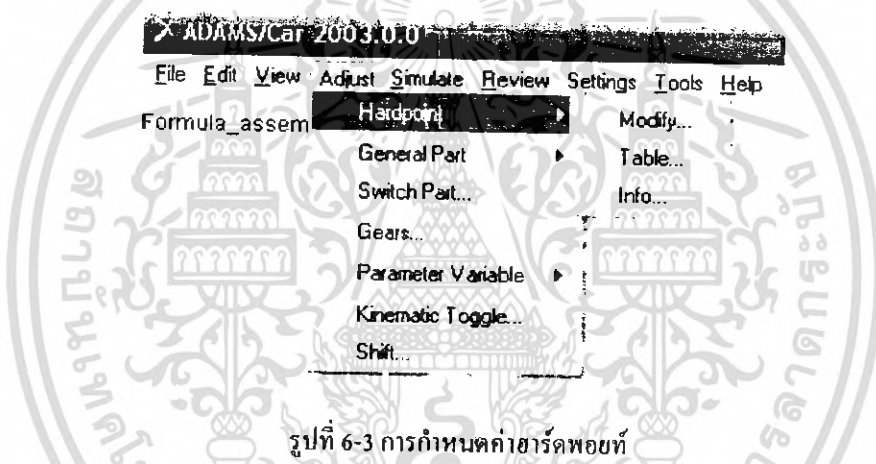 ADAMS/Car 2003.0.0
File Edit View Adjust Simulate Review Settings Tools Help
Formula_assem Hardpoint Modify...
General Part Table...
Switch Part... Info...
Gears...
Parameter Variable
Kinematic Toggle...
Shift...
รูปที่ 6-3 การกำหนดค่าฮาร์ดพอยท์